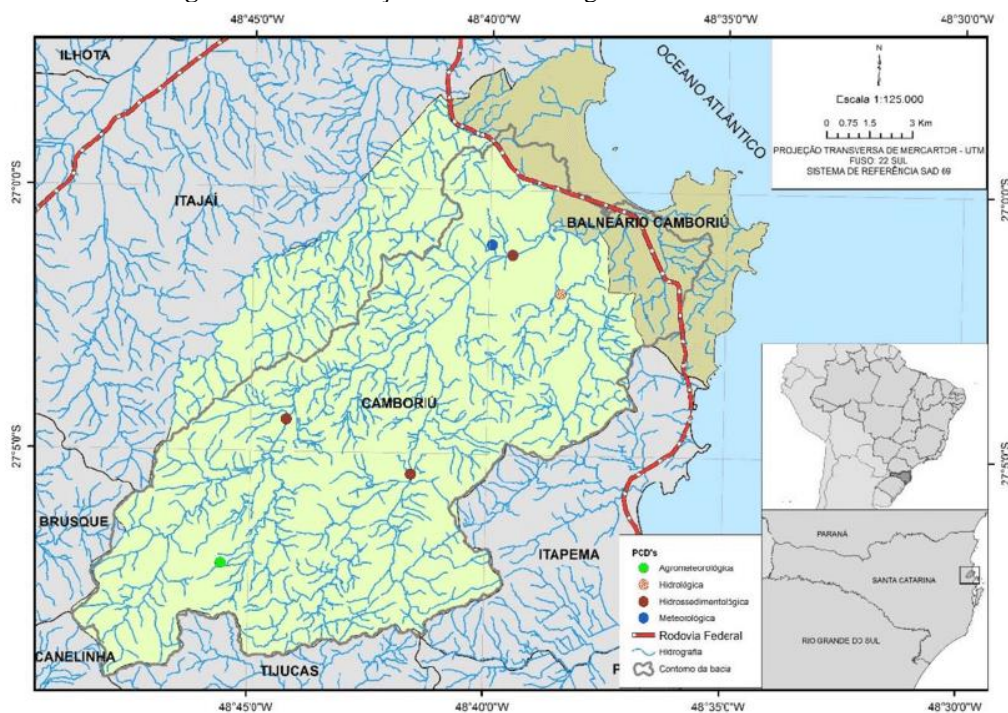 48°45'0"W 48°40'0"W 48°35'0"W 48°30'0"W
ILHOTA
OCEANO ATLÂNTICO
N
Escala 1:125.000
0 0.75 1.5 3 Km
PROJEÇÃO TRANSVERSA DE MERCARTOR - UTM
FUSO: 22 SUL
SISTEMA DE REFERÊNCIA SAD 69
27°0'0"S
27°0'0"S
ITAJAÍ
BALNEÁRIO CAMBORIÚ
CAMBORIÚ
27°5'0"S
27°5'0"S
BRUSQUE
ITAPEMA
CANELINHA
TIJUCAS
P
PCD's
Agrometeorológica
Hidrológica
Hidrossedimentológica
Meteorológica
Rodovia Federal
Hidrografia
Contorno da bacia
PARANÁ
SANTA CATARINA
RIO GRANDE DO SUL
48°45'0"W 48°40'0"W 48°35'0"W 48°30'0"W